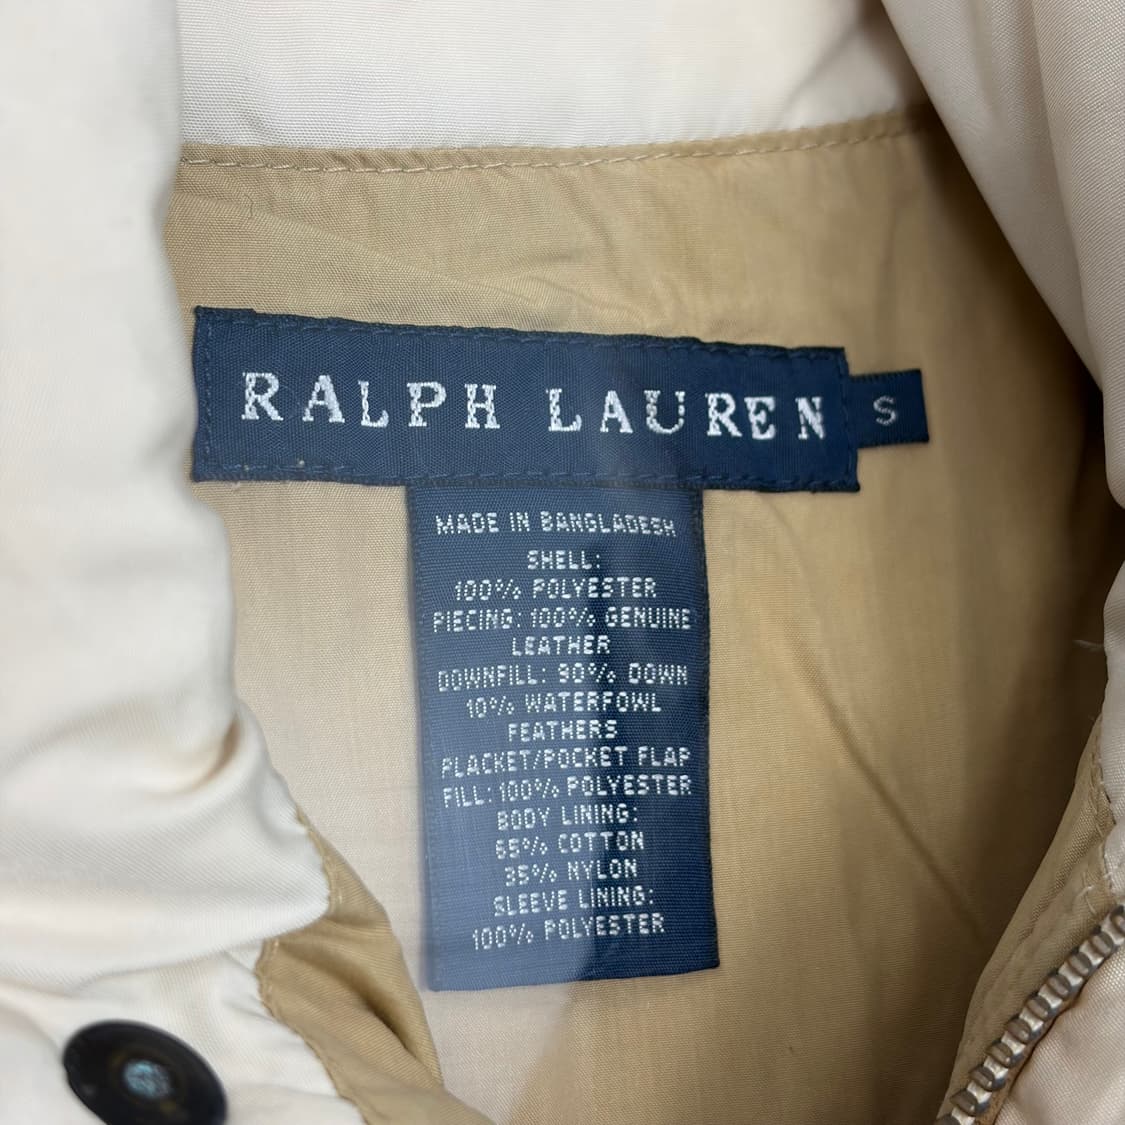 RALPH LAUREN
S
MADE IN BANGLADESH
SHELL:
100% POLYESTER
PIECING: 100% GENUINE
LEATHER
DOWNFILL: 90% DOWN
10% WATERFOWL
FEATHERS
PLACKET/POCKET FLAP
FILL: 100% POLYESTER
BODY LINING:
65% COTTON
35% NYLON
SLEEVE LINING:
100% POLYESTER